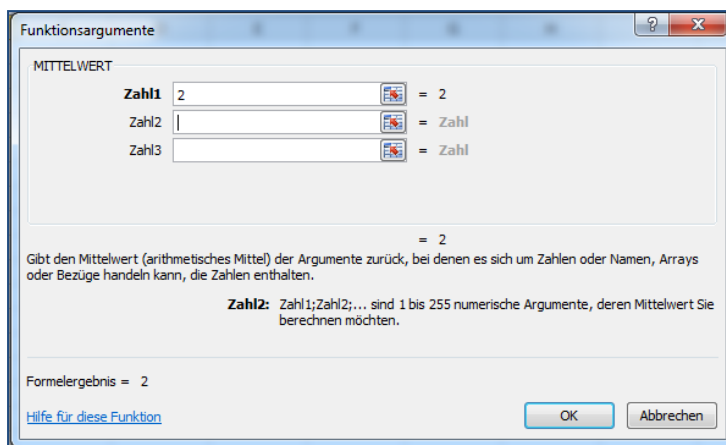 Funktionsargumente
MITTELWERT
Zahl1 2 = 2
Zahl2 = Zahl
Zahl3 = Zahl
= 2
Gibt den Mittelwert (arithmetisches Mittel) der Argumente zurück, bei denen es sich um Zahlen oder Namen, Arrays
oder Bezüge handeln kann, die Zahlen enthalten.
Zahl2: Zahl1;Zahl2;... sind 1 bis 255 numerische Argumente, deren Mittelwert Sie
berechnen möchten.
Formelergebnis = 2
Hilfe für diese Funktion OK Abbrechen